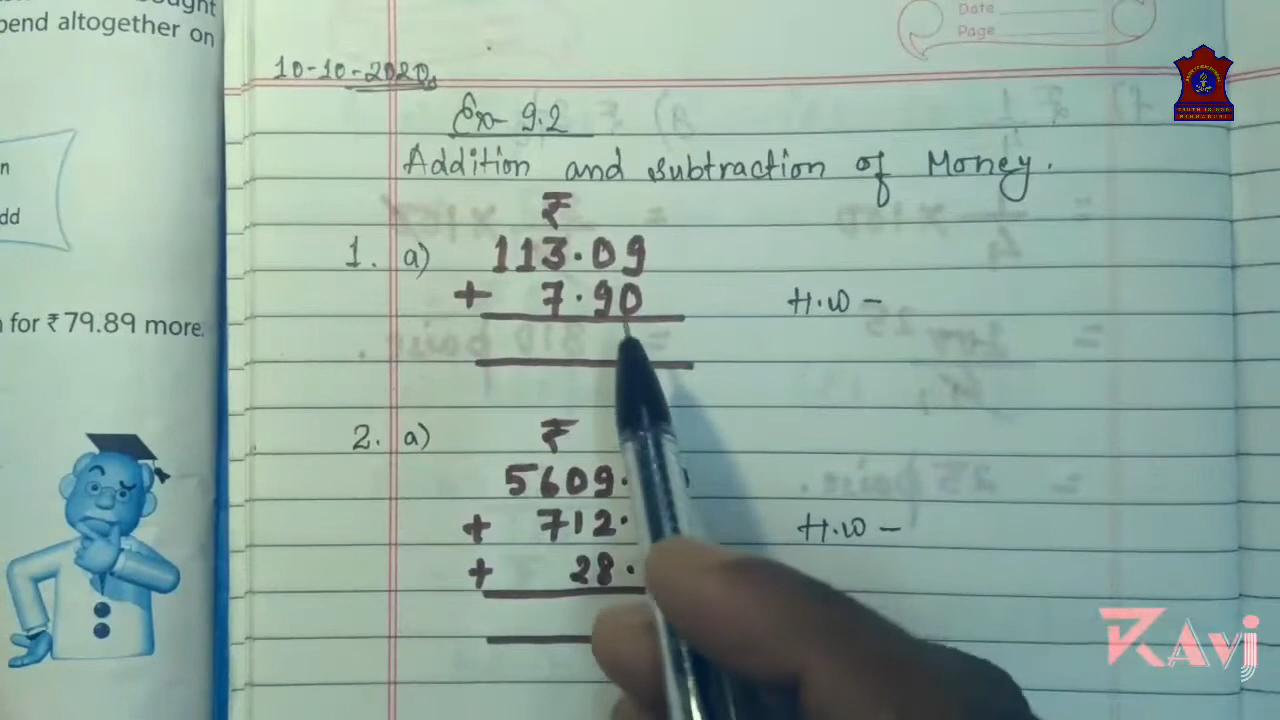 ought
pend altogether on
n
dd
n for ₹79.89 more.
Date
Page
10-10-2020
Ex- 9.2
Addition and subtraction of Money.
₹
1. a) 113.09
+ 7.90
H.W -
2. a) ₹
5609.
+ 712.
H.W -
+ 28.
RAvj